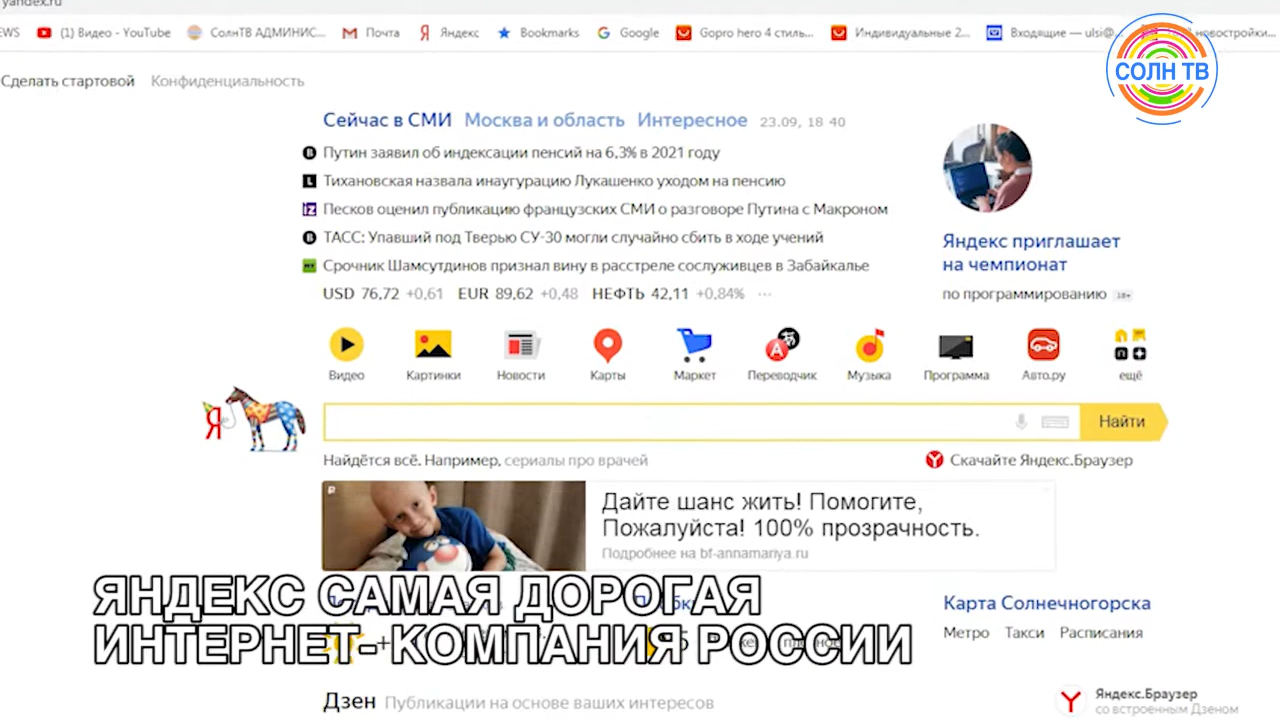 yandex.ru
EWS (1) Видео - YouTube СолнТВ АДМИНИС... Почта Яндекс Bookmarks Google Gopro hero 4 стиль... Индивидуальные 2... Входящие — ulsi@... новостройки...
СОЛН ТВ
Сделать стартовой Конфиденциальность
Сейчас в СМИ Москва и область Интересное 23.09, 18 40
Путин заявил об индексации пенсий на 6,3% в 2021 году
Тихановская назвала инаугурацию Лукашенко уходом на пенсию
Песков оценил публикацию французских СМИ о разговоре Путина с Макроном
ТАСС: Упавший под Тверью СУ-30 могли случайно сбить в ходе учений
Срочник Шамсутдинов признал вину в расстреле сослуживцев в Забайкалье
USD 76,72 +0,61 EUR 89,62 +0,48 НЕФТЬ 42,11 +0,84% ...
Яндекс приглашает
на чемпионат
по программированию 18+
Видео Картинки Новости Карты Маркет Переводчик Музыка Программа Авто.ру ещё
Я
Найти
Найдётся всё. Например, сериалы про врачей
Скачайте Яндекс.Браузер
Дайте шанс жить! Помогите,
Пожалуйста! 100% прозрачность.
Подробнее на bf-annamariya.ru
ЯНДЕКС САМАЯ ДОРОГАЯ
ИНТЕРНЕТ- КОМПАНИЯ РОССИИ
Карта Солнечногорска
Метро Такси Расписания
Дзен Публикации на основе ваших интересов
Яндекс.Браузер
со встроенным Дзеном